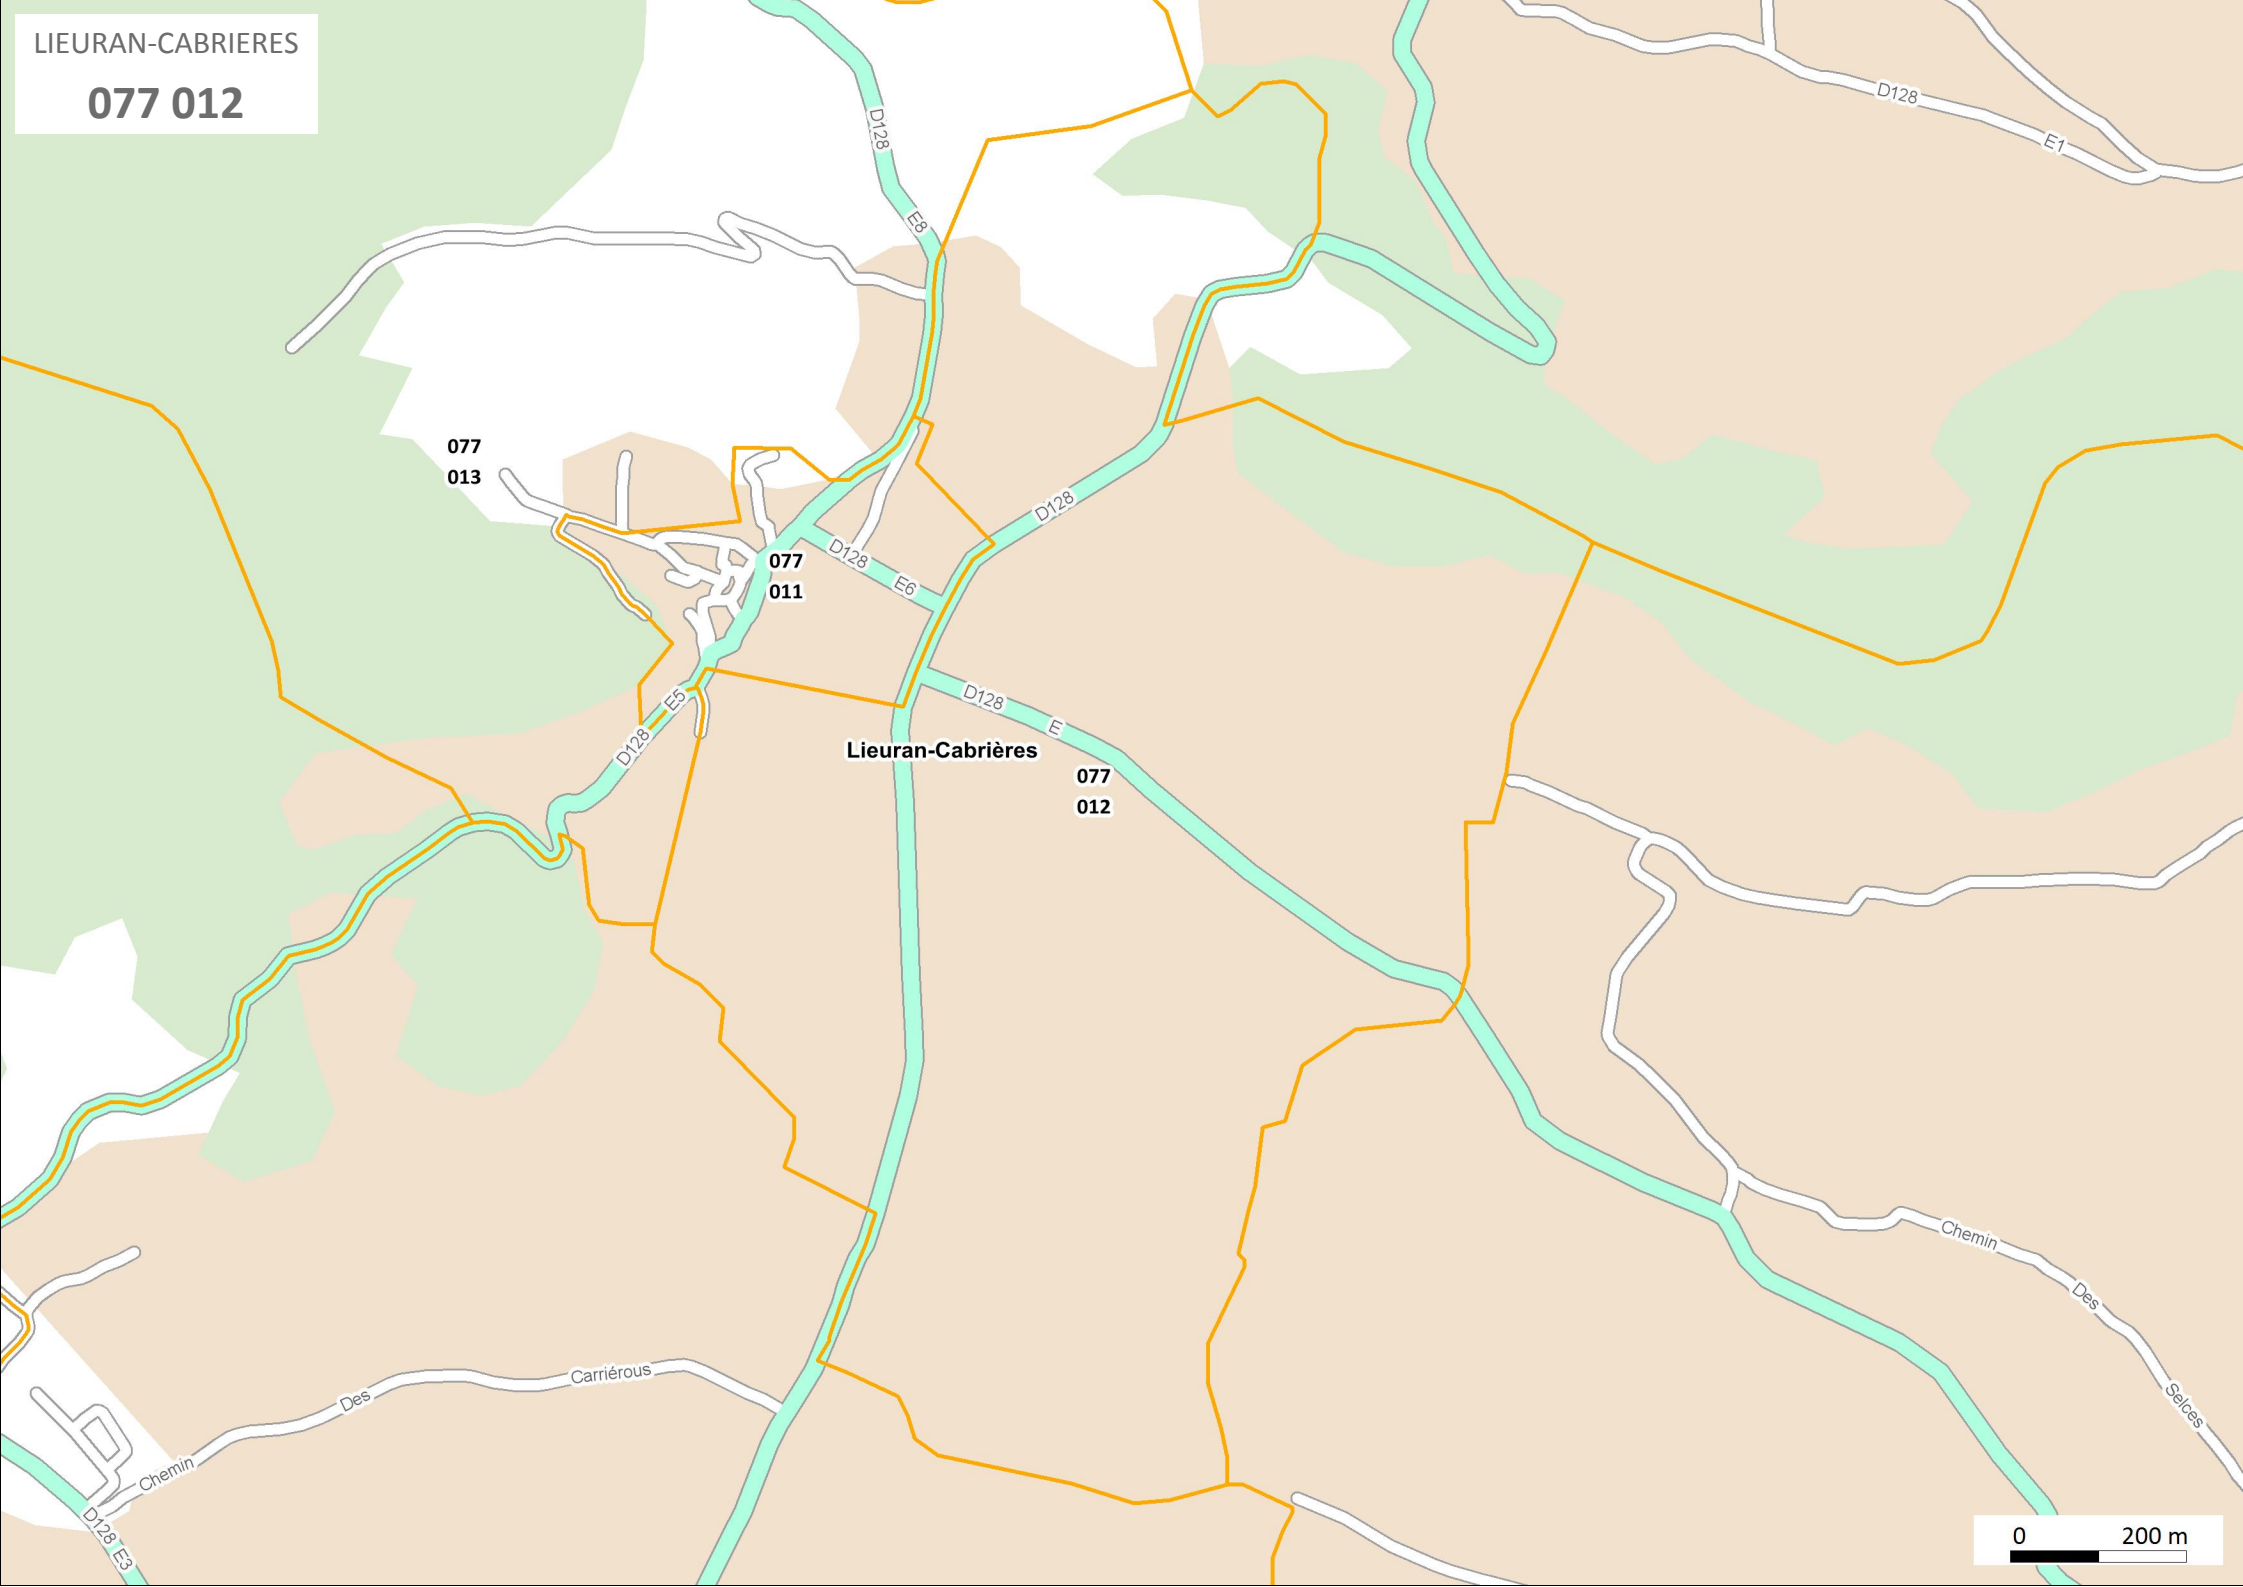 LIEURAN-CABRIERES
077 012
D128
E1
D128
E8
077
013
D128
D128
E6
077
011
E5
D128
D128
E
Lieuran-Cabrières
077
012
Chemin
Des
Selces
Carriérous
Des
Chemin
D128 E3
0 200 m